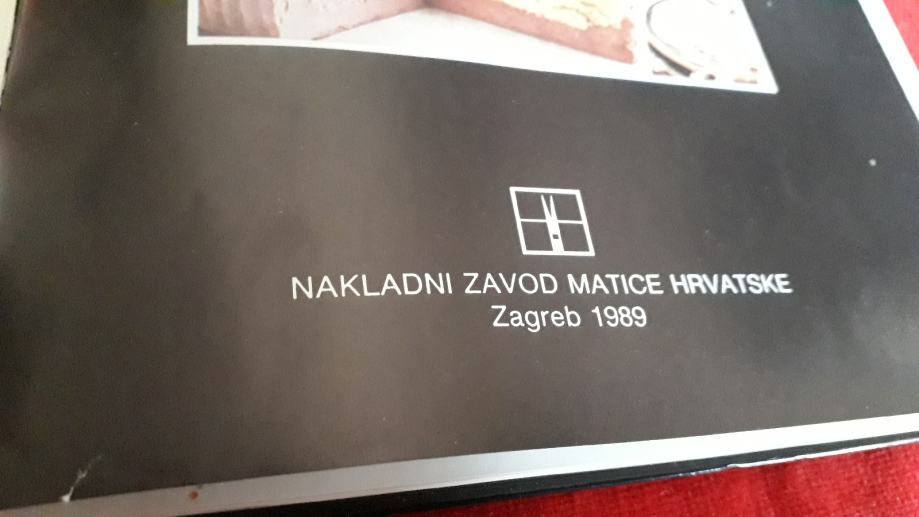 NAKLADNI ZAVOD MATICE HRVATSKE
Zagreb 1989